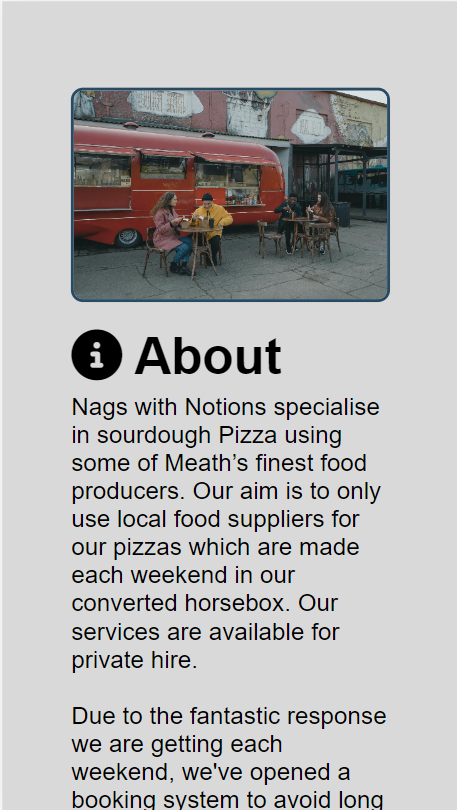 About
Nags with Notions specialise
in sourdough Pizza using
some of Meath’s finest food
producers. Our aim is to only
use local food suppliers for
our pizzas which are made
each weekend in our
converted horsebox. Our
services are available for
private hire.
Due to the fantastic response
we are getting each
weekend, we've opened a
booking system to avoid long